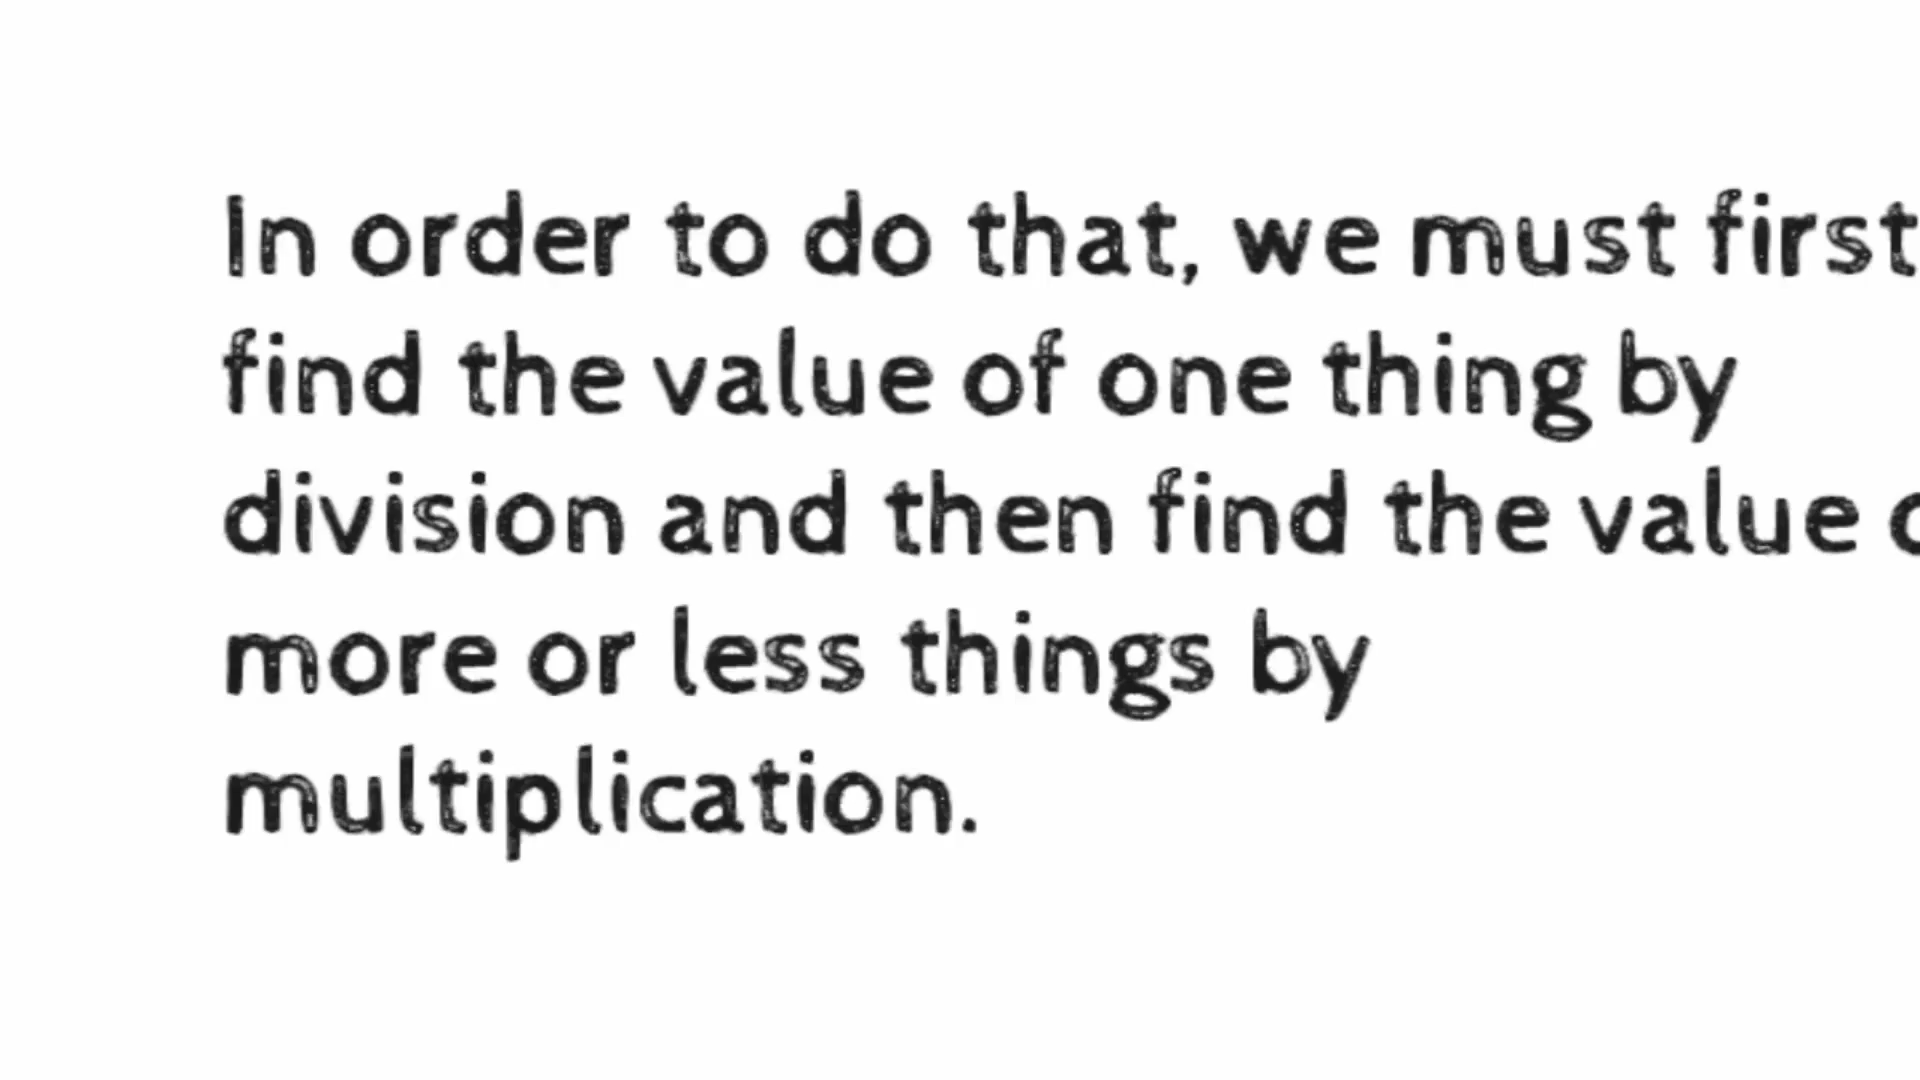 In order to do that, we must first
find the value of one thing by
division and then find the value
more or less things by
multiplication.